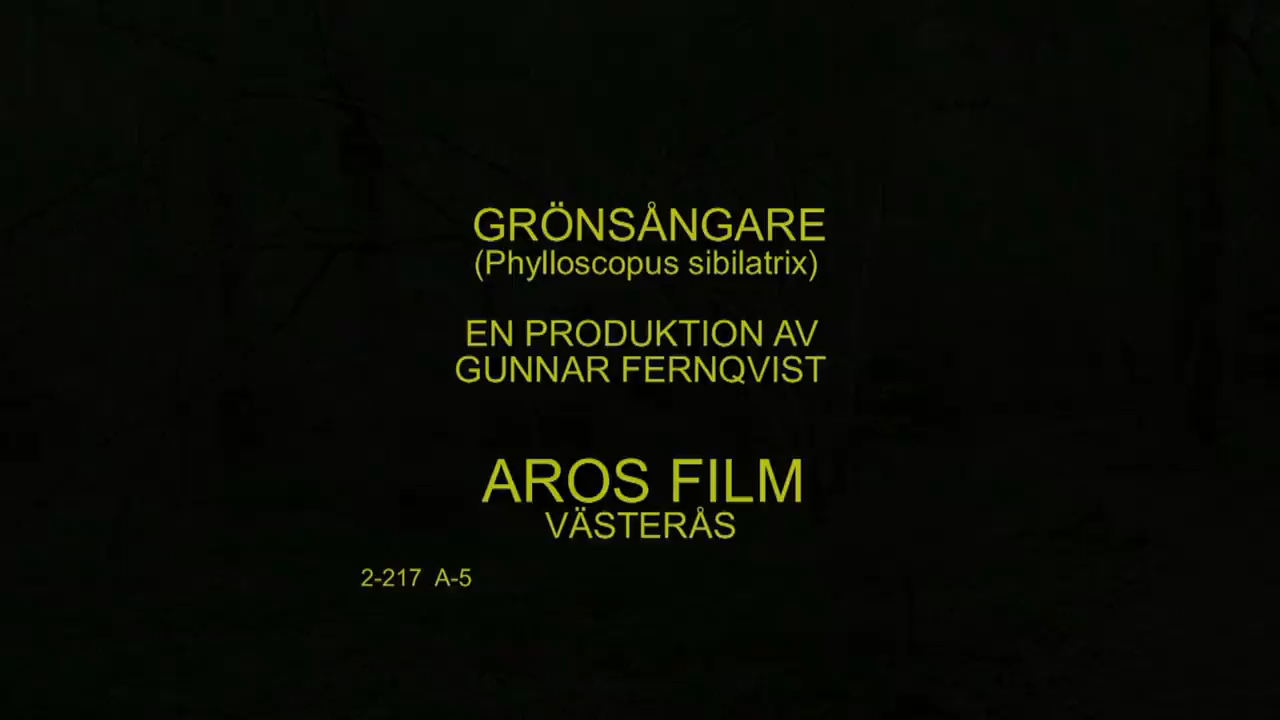 GRÖNSÅNGARE
(Phylloscopus sibilatrix)
EN PRODUKTION AV
GUNNAR FERNQVIST
AROS FILM
VÄSTERÅS
2-217 A-5